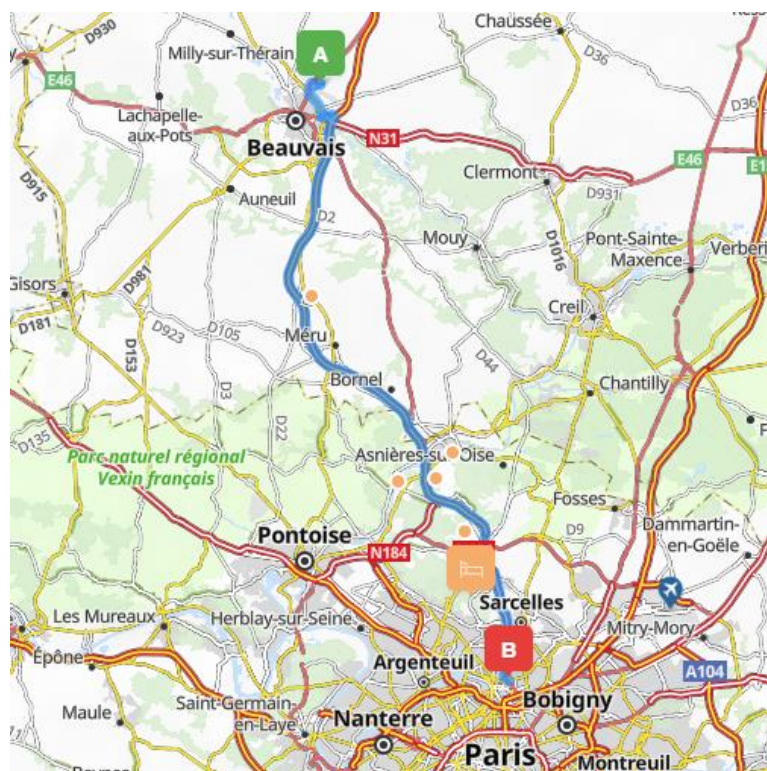 D930
Chaussée
Milly-sur-Thérain
A
D36
E46
D36
Lachapelle-
aux-Pots
Beauvais
N31
E46
Clermont
D931
D915
Auneuil
D2
D1016
Mouy
Pont-Sainte-
Maxence
Gisors
D981
Creil
D181
D923
D105
Méru
D153
D3
D44
Bornel
Chantilly
D22
D135
Parc naturel régional
Vexin français
Asnières-su
Oise
Fosses
D9
Dammartin-
en-Goële
Pontoise
N184
Sarcelles
Les Mureaux
Herblay-sur-Seine
Mitry-Mory
B
Épône
Argenteuil
A104
Saint-Germain-
en-Laye
Bobigny
Maule
Nanterre
Paris
Montreuil